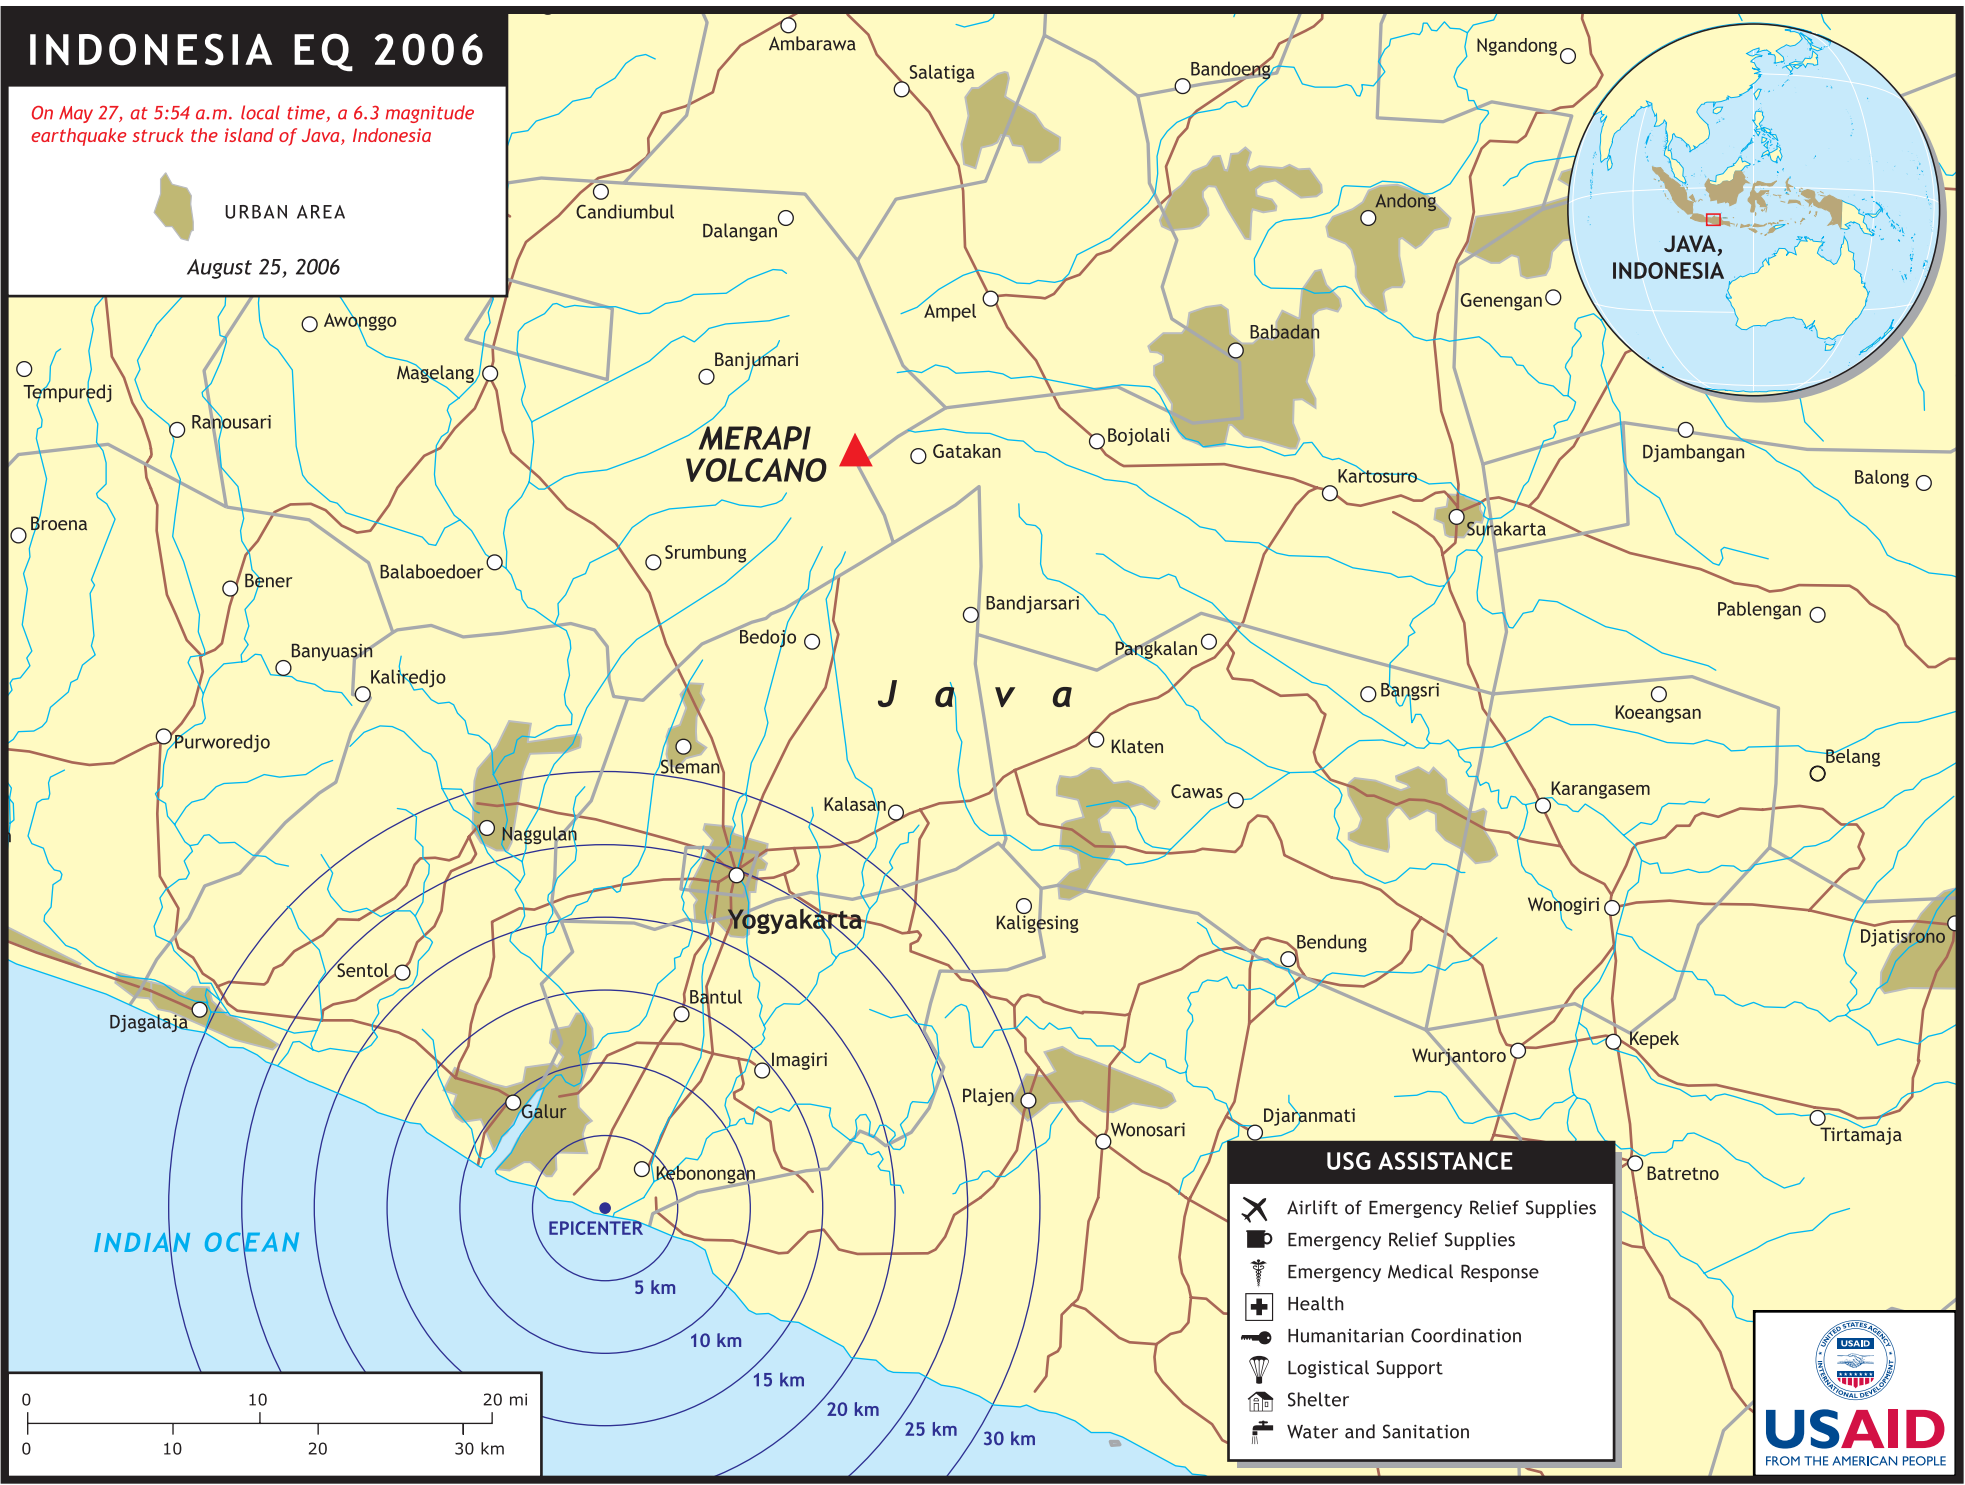 INDONESIA EQ 2006
On May 27, at 5:54 a.m. local time, a 6.3 magnitude
earthquake struck the island of Java, Indonesia
URBAN AREA
August 25, 2006
Ambarawa
Salatiga
Bandoeng
Ngandong
Candiumbul
Dalangan
Andong
JAVA,
INDONESIA
Ampel
Genengan
Awonggo
Babadan
Banjumari
Magelang
Tempuredj
Ranousari
MERAPI
VOLCANO
Gatakan
Bojolali
Djambangan
Kartosuro
Balong
Broena
Surakarta
Srumbung
Balaboedoer
Bener
Bandjarsari
Pablengan
Bedojo
Pangkalan
Banyuasin
Kaliredjo
Java
Bangsri
Koeangsan
Purworedjo
Klaten
Belang
Sleman
Cawas
Karangasem
Kalasan
Naggulan
Yogyakarta
Kaligesing
Wonogiri
Bendung
Djatisrono
Sentol
Bantul
Djagalaja
Imagiri
Wurjantoro
Kepek
Plajen
Galur
Djaranmati
Wonosari
Tirtamaja
Kebonongan
Batretno
EPICENTER
INDIAN OCEAN
5 km
10 km
15 km
20 km
25 km
30 km
USG ASSISTANCE
Airlift of Emergency Relief Supplies
Emergency Relief Supplies
Emergency Medical Response
Health
Humanitarian Coordination
Logistical Support
Shelter
Water and Sanitation
0 10 20 mi
0 10 20 30 km
UNITED STATES AGENCY
USAID
INTERNATIONAL DEVELOPMENT
USAID
FROM THE AMERICAN PEOPLE